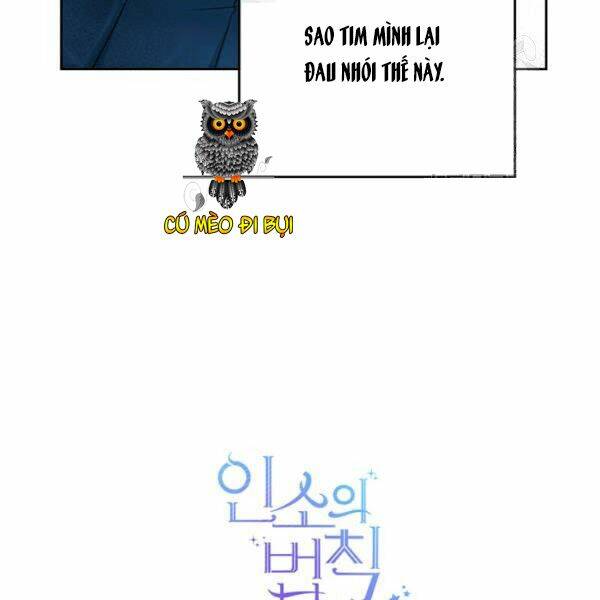 SAO TIM MÌNH LẠI
ĐAU NHÓI THẾ NÀY.
CÚ MÈO ĐI BỤI
인소의
법칙